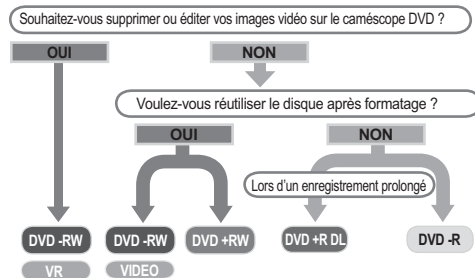 Souhaitez-vous supprimer ou éditer vos images vidéo sur le caméscope DVD ?
OUI
NON
Voulez-vous réutiliser le disque après formatage ?
OUI
NON
Lors d'un enregistrement prolongé
DVD -RW
DVD -RW
DVD +RW
DVD +R DL
DVD -R
VR
VIDEO